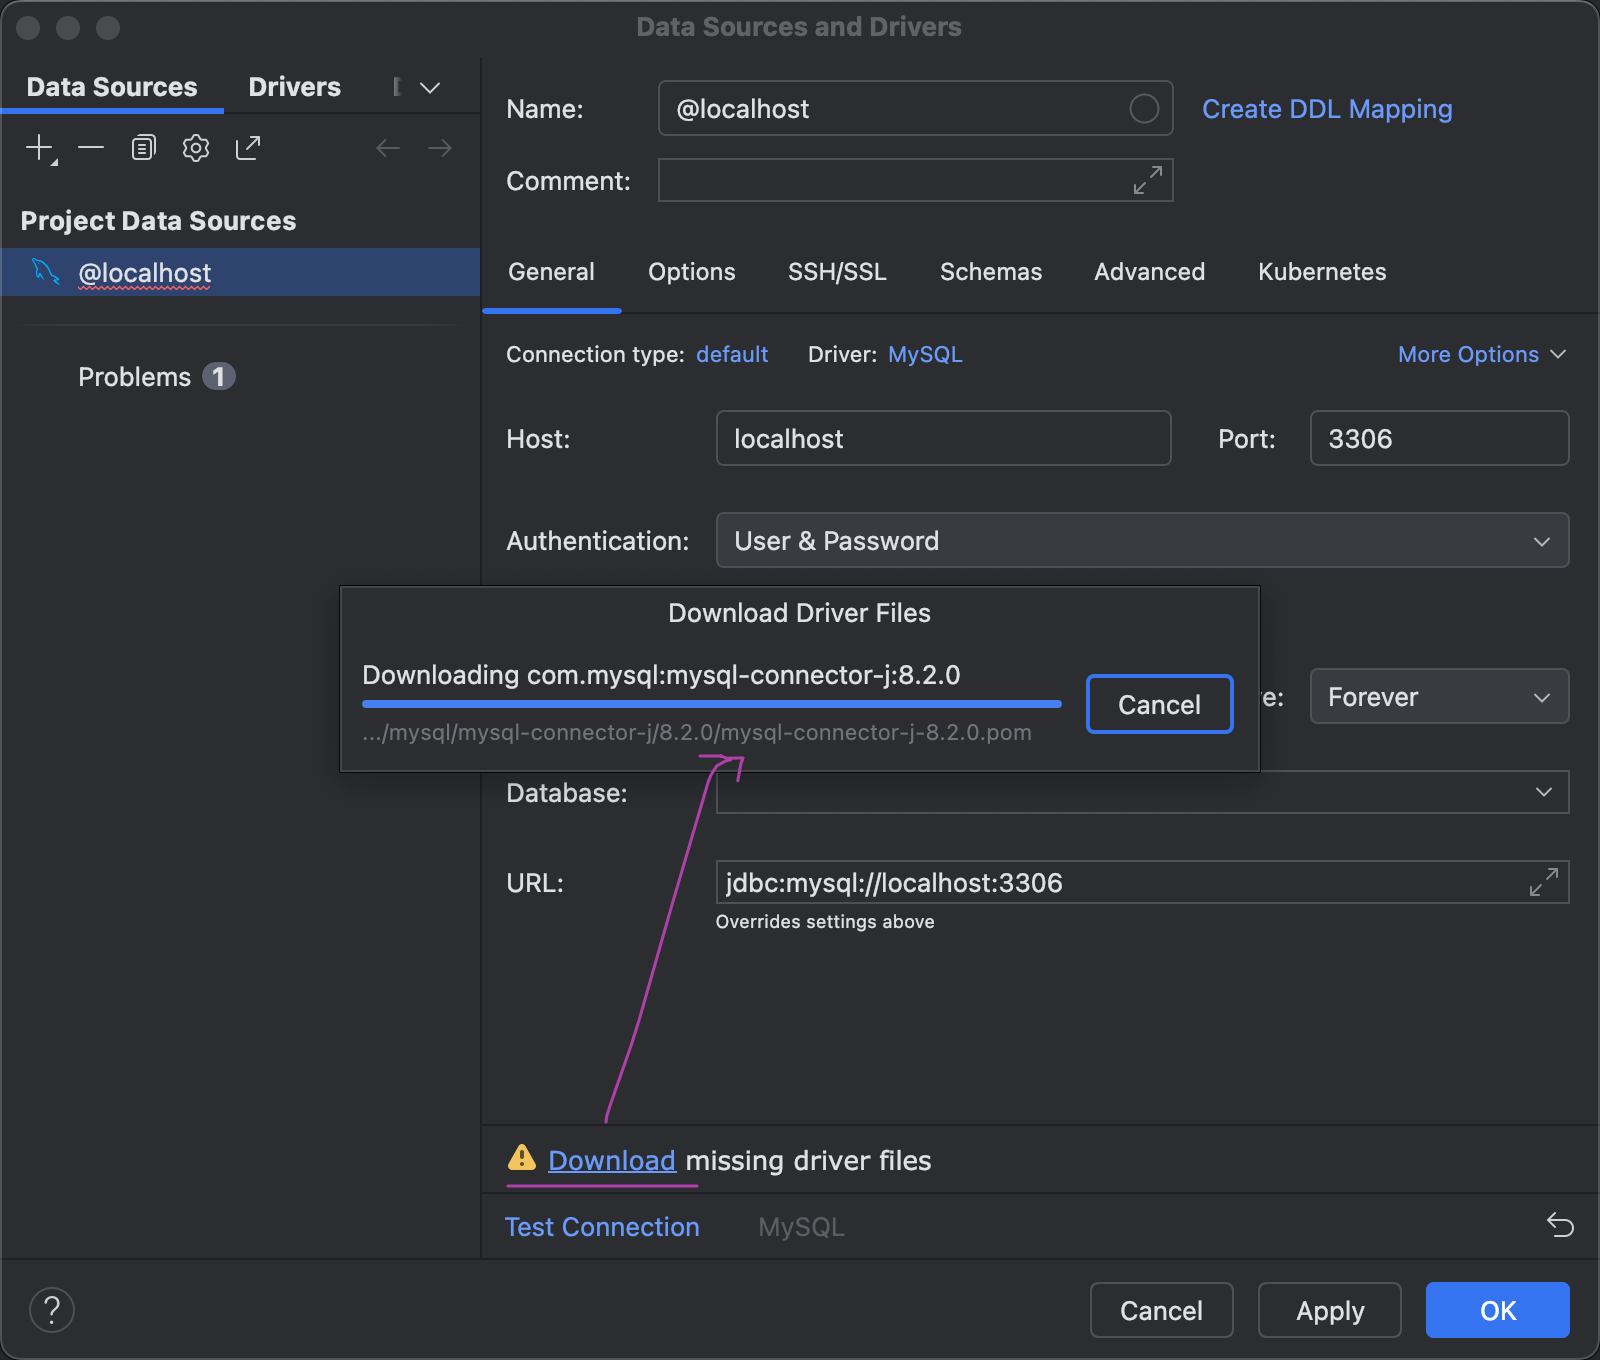 Data Sources and Drivers
Data Sources Drivers
Project Data Sources
@localhost
Problems 1
Name: @localhost Create DDL Mapping
Comment:
General Options SSH/SSL Schemas Advanced Kubernetes
Connection type: default Driver: MySQL More Options
Host: localhost Port: 3306
Authentication: User & Password
Download Driver Files
Downloading com.mysql:mysql-connector-j:8.2.0
.../mysql/mysql-connector-j/8.2.0/mysql-connector-j-8.2.0.pom
Cancel
e: Forever
Database:
URL: jdbc:mysql://localhost:3306
Overrides settings above
Download missing driver files
Test Connection MySQL
? Cancel Apply OK